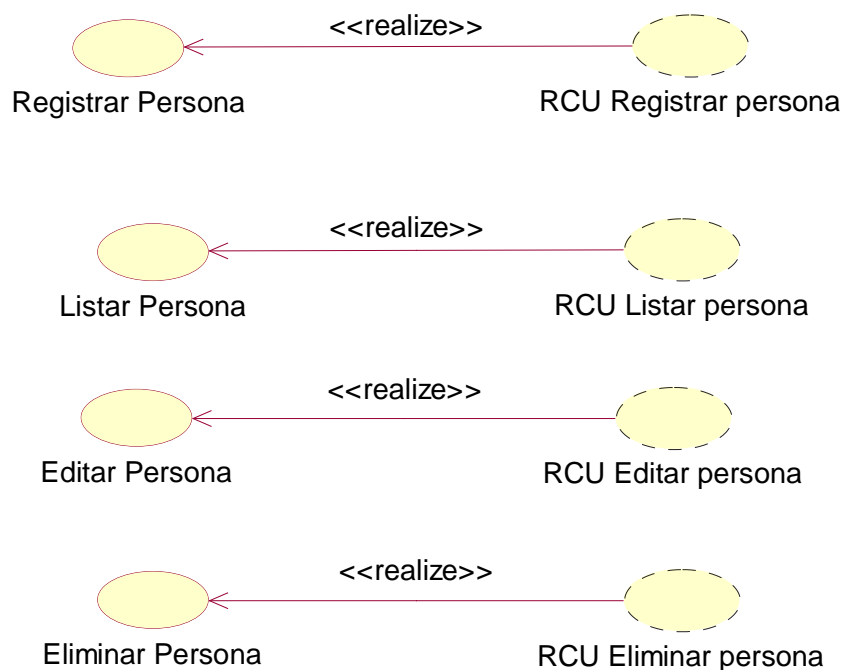 <<realize>>
Registrar Persona
RCU Registrar persona
<<realize>>
Listar Persona
RCU Listar persona
<<realize>>
Editar Persona
RCU Editar persona
<<realize>>
Eliminar Persona
RCU Eliminar persona